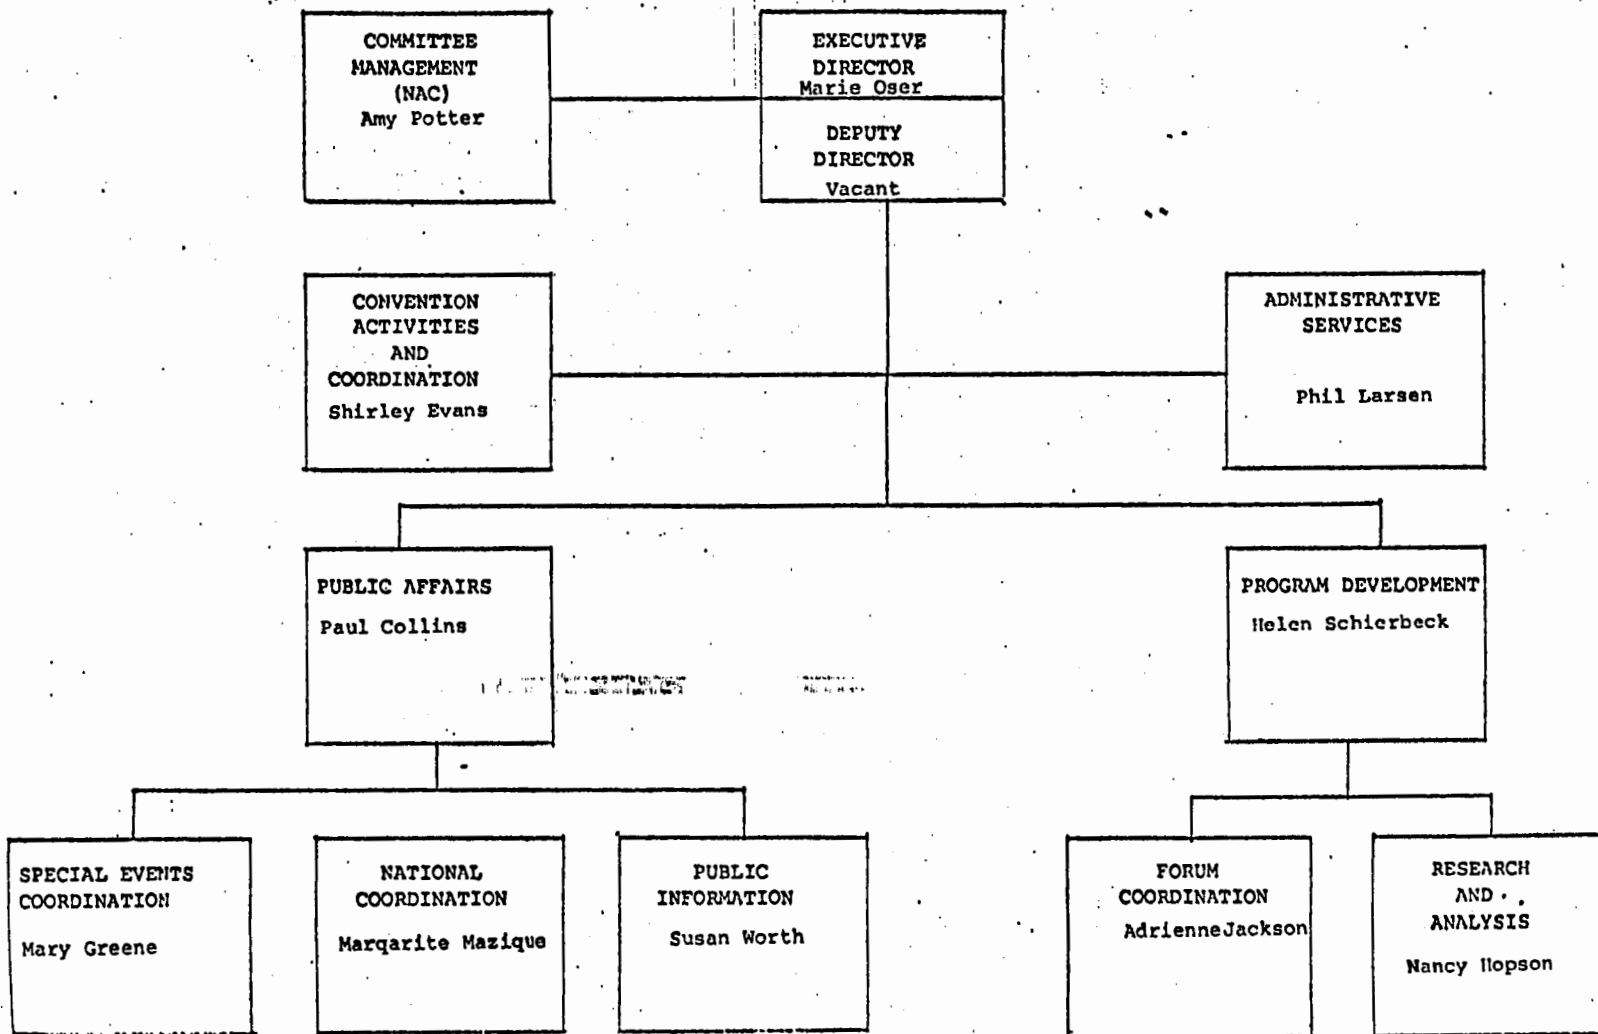 COMMITTEE
MANAGEMENT
(NAC)
Amy Potter
EXECUTIVE
DIRECTOR
Marie Oser
DEPUTY
DIRECTOR
Vacant
CONVENTION
ACTIVITIES
AND
COORDINATION
Shirley Evans
ADMINISTRATIVE
SERVICES
Phil Larsen
PUBLIC AFFAIRS
Paul Collins
PROGRAM DEVELOPMENT
Helen Schierbeck
SPECIAL EVENTS
COORDINATION
Mary Greene
NATIONAL
COORDINATION
Marqarite Mazique
PUBLIC
INFORMATION
Susan Worth
FORUM
COORDINATION
AdrienneJackson
RESEARCH
AND
ANALYSIS
Nancy Hopson